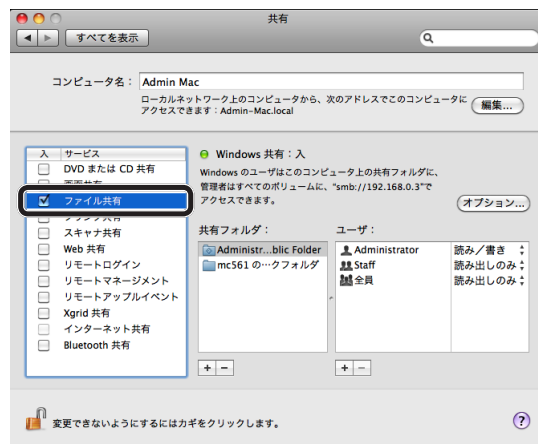 共有
すべてを表示
コンピュータ名： Admin Mac
ローカルネットワーク上のコンピュータから、次のアドレスでこのコンピュータに
アクセスできます：Admin-Mac.local
編集...
入 サービス
DVD または CD 共有
ファイル共有
スキャナ共有
Web 共有
リモートログイン
リモートマネージメント
リモートアップルイベント
Xgrid 共有
インターネット共有
Bluetooth 共有
Windows 共有：入
Windows のユーザはこのコンピュータ上の共有フォルダに、
管理者はすべてのボリュームに、“smb://192.168.0.3”で
アクセスできます。
オプション...
共有フォルダ：
Administr...blic Folder
mc561 の…クフォルダ
ユーザ：
Administrator 読み／書き
Staff 読み出しのみ
全員 読み出しのみ
+ −
+ −
変更できないようにするにはカギをクリックします。
?